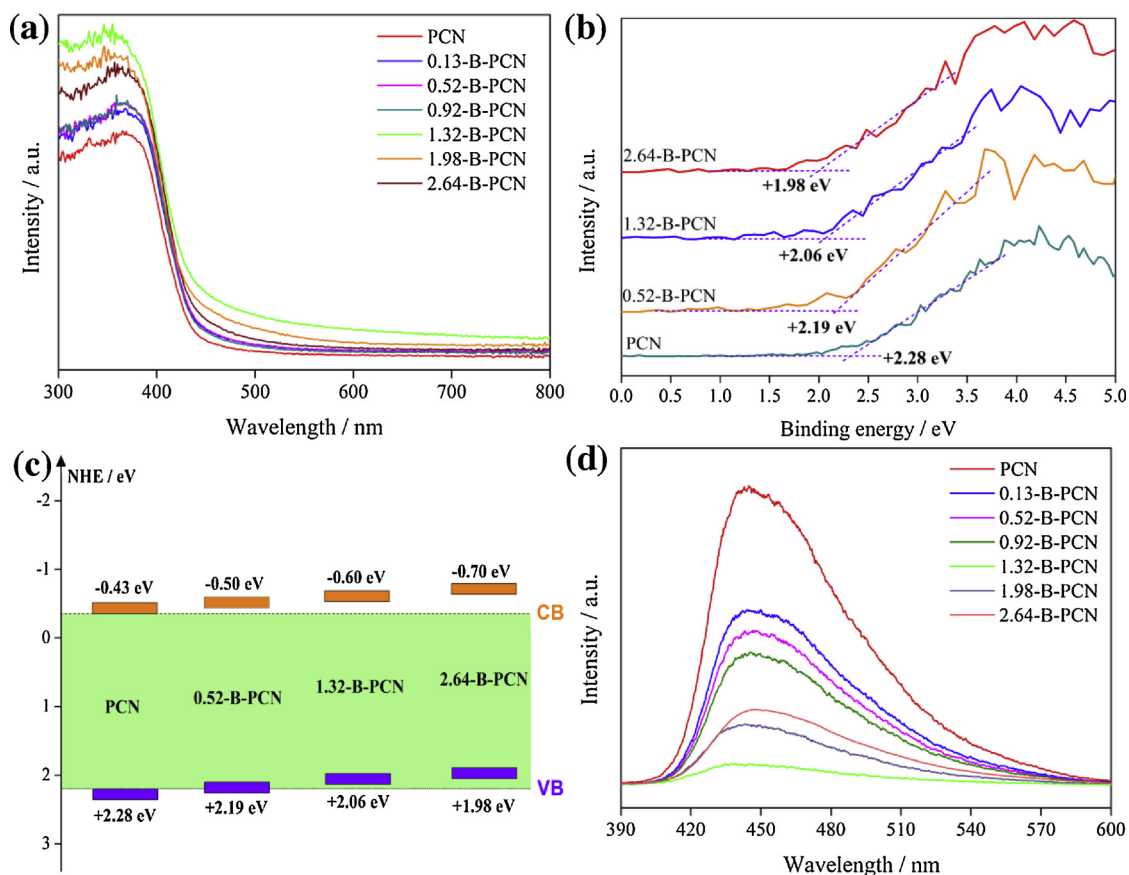 (a)
PCN
0.13-B-PCN
0.52-B-PCN
0.92-B-PCN
1.32-B-PCN
1.98-B-PCN
2.64-B-PCN
Intensity / a.u.
300 400 500 600 700 800
Wavelength / nm
(b)
2.64-B-PCN
+1.98 eV
1.32-B-PCN
+2.06 eV
0.52-B-PCN
+2.19 eV
PCN
+2.28 eV
Intensity / a.u.
0.0 0.5 1.0 1.5 2.0 2.5 3.0 3.5 4.0 4.5 5.0
Binding energy / eV
(c)
NHE / eV
-2
-1
0
1
2
3
-0.43 eV -0.50 eV -0.60 eV -0.70 eV
CB
PCN 0.52-B-PCN 1.32-B-PCN 2.64-B-PCN
VB
+2.28 eV +2.19 eV +2.06 eV +1.98 eV
(d)
PCN
0.13-B-PCN
0.52-B-PCN
0.92-B-PCN
1.32-B-PCN
1.98-B-PCN
2.64-B-PCN
Intensity / a.u.
390 420 450 480 510 540 570 600
Wavelength / nm